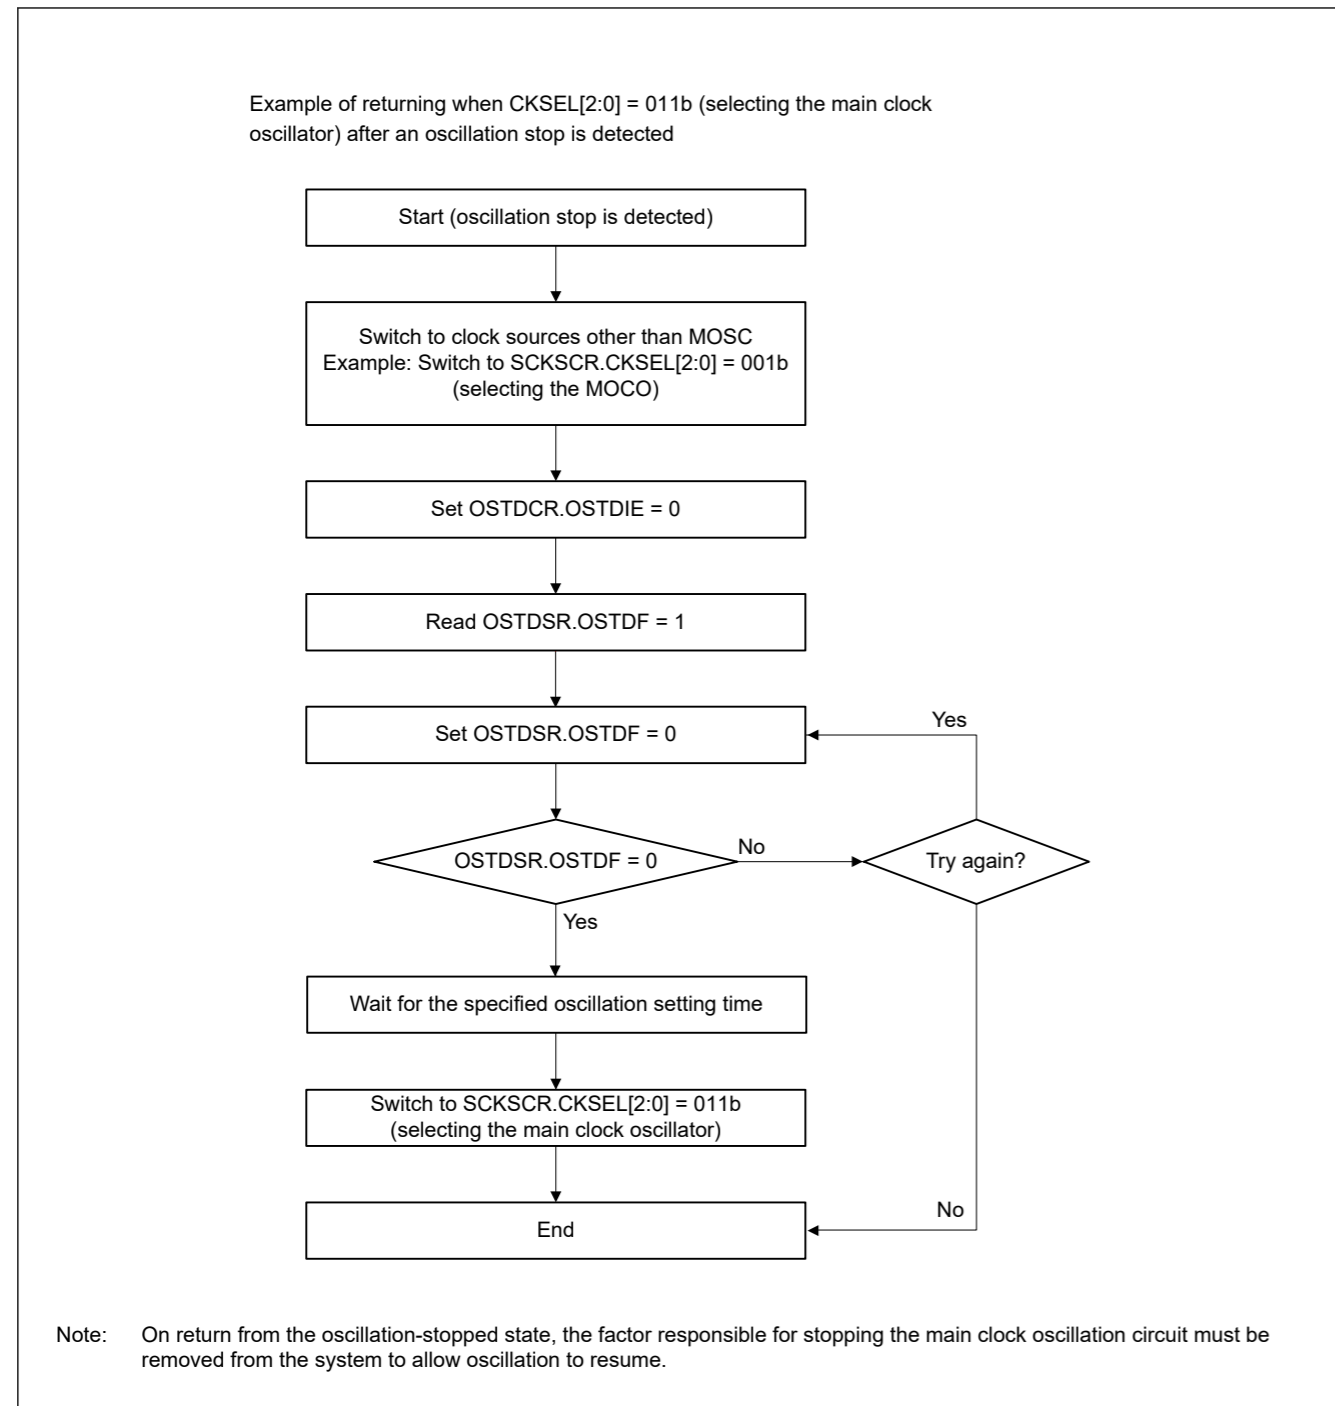 Example of returning when CKSEL[2:0] = 011b (selecting the main clock
oscillator) after an oscillation stop is detected
Start (oscillation stop is detected)
Switch to clock sources other than MOSC
Example: Switch to SCKSCR.CKSEL[2:0] = 001b
(selecting the MOCO)
Set OSTDCR.OSTDIE = 0
Read OSTDSR.OSTDF = 1
Set OSTDSR.OSTDF = 0
Yes
OSTDSR.OSTDF = 0
No
Try again?
Yes
Wait for the specified oscillation setting time
Switch to SCKSCR.CKSEL[2:0] = 011b
(selecting the main clock oscillator)
No
End
Note: On return from the oscillation-stopped state, the factor responsible for stopping the main clock oscillation circuit must be
removed from the system to allow oscillation to resume.